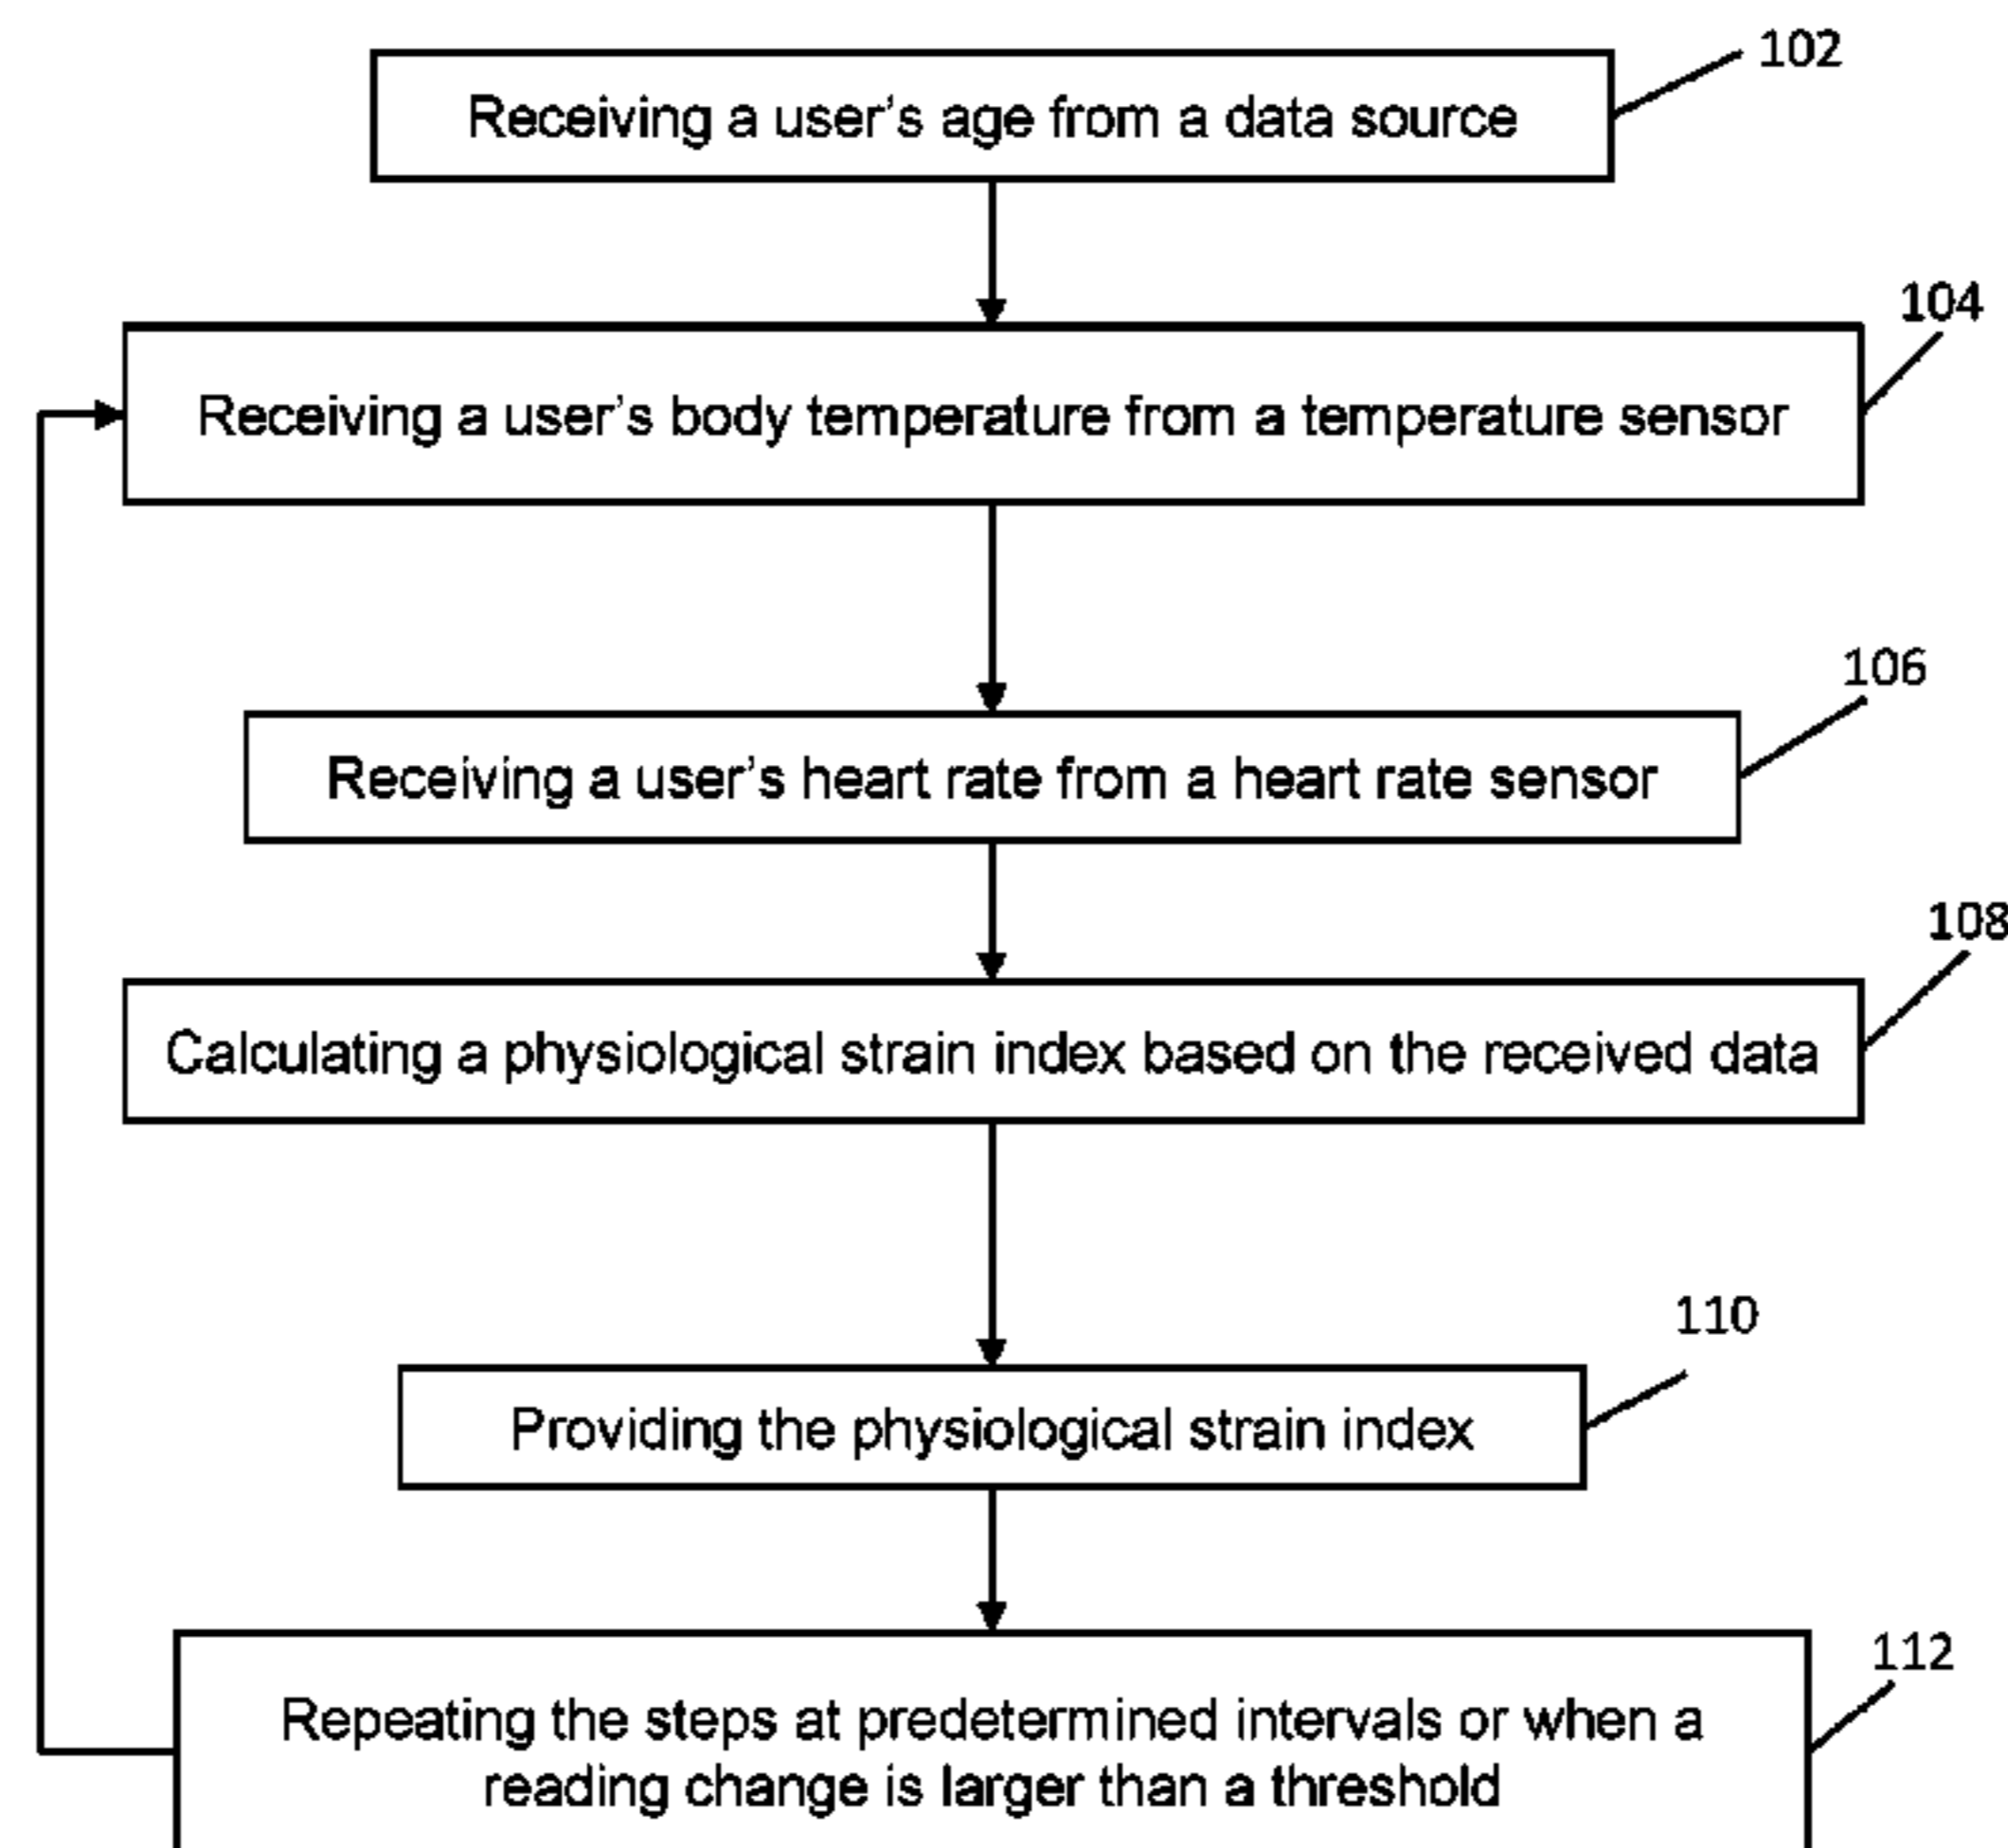 102
Receiving a user's age from a data source
104
Receiving a user's body temperature from a temperature sensor
106
Receiving a user's heart rate from a heart rate sensor
108
Calculating a physiological strain index based on the received data
110
Providing the physiological strain index
112
Repeating the steps at predetermined intervals or when a
reading change is larger than a threshold